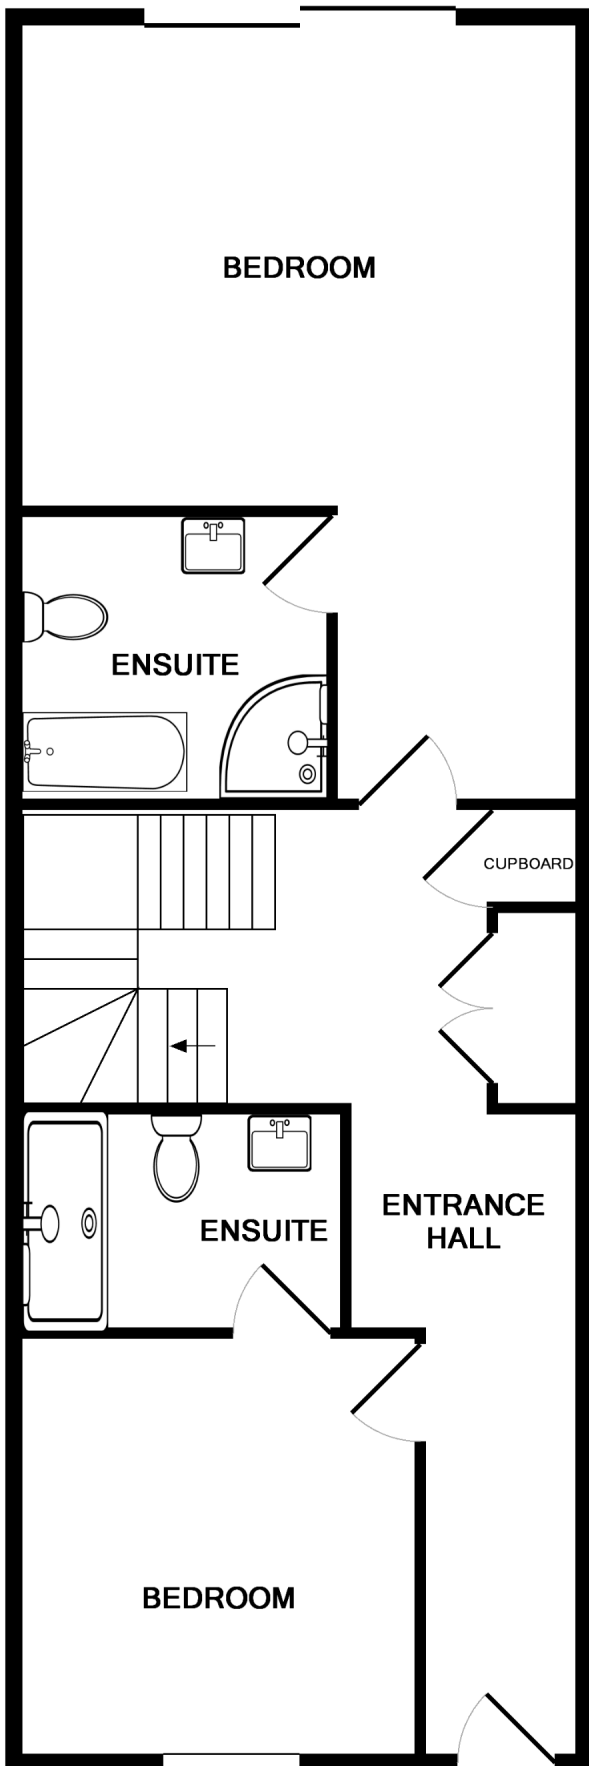 BEDROOM
ENSUITE
CUPBOARD
ENTRANCE
HALL
ENSUITE
BEDROOM